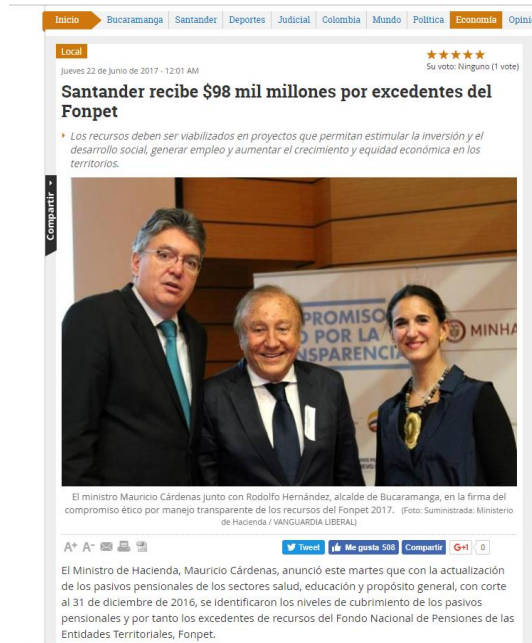 Inicio Bucaramanga Santander Deportes Judicial Colombia Mundo Política Economía Opini
Local
Jueves 22 de Junio de 2017 - 12:01 AM
Su voto: Ninguno (1 vote)
Santander recibe $98 mil millones por excedentes del
Fonpet
Los recursos deben ser viabilizados en proyectos que permitan estimular la inversión y el
desarrollo social, generar empleo y aumentar el crecimiento y equidad económica en los
territorios.
Compartir
PROMISO
O POR LA
NSPARENCIA
MINHA
El ministro Mauricio Cárdenas junto con Rodolfo Hernández, alcalde de Bucaramanga, en la firma del
compromiso ético por manejo transparente de los recursos del Fonpet 2017. (Foto: Suministrada: Ministerio
de Hacienda / VANGUARDIA LIBERAL)
A+ A- Tweet Me gusta 508 Compartir G+1 0
El Ministro de Hacienda, Mauricio Cárdenas, anunció este martes que con la actualización
de los pasivos pensionales de los sectores salud, educación y propósito general, con corte
al 31 de diciembre de 2016, se identificaron los niveles de cubrimiento de los pasivos
pensionales y por tanto los excedentes de recursos del Fondo Nacional de Pensiones de las
Entidades Territoriales, Fonpet.